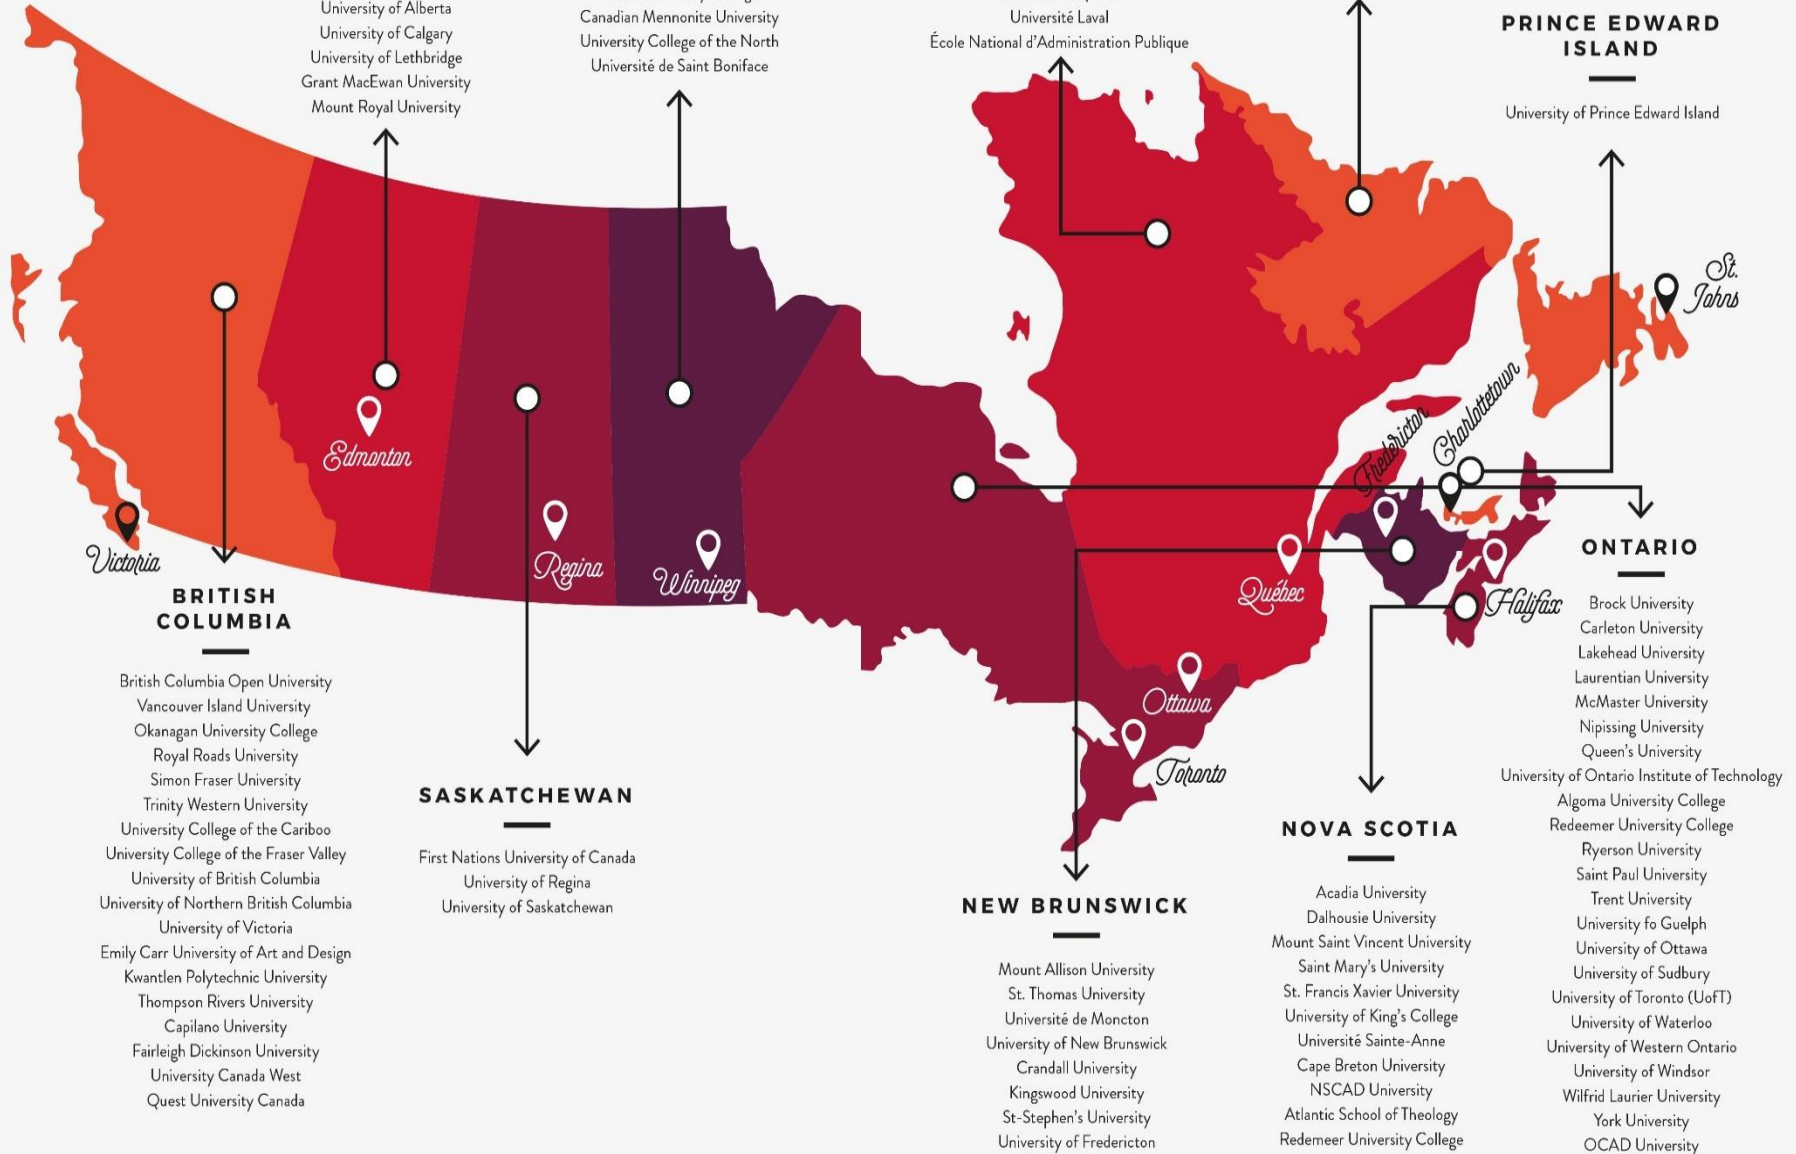 University of Alberta
University of Calgary
University of Lethbridge
Grant MacEwan University
Mount Royal University
Canadian Mennonite University
University College of the North
Université de Saint Boniface
Université Laval
École National d'Administration Publique
PRINCE EDWARD
ISLAND
University of Prince Edward Island
St.
Johns
Charlottetown
Fredericton
Edmonton
Regina
Winnipeg
Victoria
Québec
Halifax
Ottawa
Toronto
BRITISH
COLUMBIA
British Columbia Open University
Vancouver Island University
Okanagan University College
Royal Roads University
Simon Fraser University
Trinity Western University
University College of the Cariboo
University College of the Fraser Valley
University of British Columbia
University of Northern British Columbia
University of Victoria
Emily Carr University of Art and Design
Kwantlen Polytechnic University
Thompson Rivers University
Capilano University
Fairleigh Dickinson University
University Canada West
Quest University Canada
SASKATCHEWAN
First Nations University of Canada
University of Regina
University of Saskatchewan
NEW BRUNSWICK
Mount Allison University
St. Thomas University
Université de Moncton
University of New Brunswick
Crandall University
Kingswood University
St-Stephen's University
University of Fredericton
NOVA SCOTIA
Acadia University
Dalhousie University
Mount Saint Vincent University
Saint Mary's University
St. Francis Xavier University
University of King's College
Université Sainte-Anne
Cape Breton University
NSCAD University
Atlantic School of Theology
Redemeer University College
ONTARIO
Brock University
Carleton University
Lakehead University
Laurentian University
McMaster University
Nipissing University
Queen's University
University of Ontario Institute of Technology
Algoma University College
Redeemer University College
Ryerson University
Saint Paul University
Trent University
University fo Guelph
University of Ottawa
University of Sudbury
University of Toronto (UofT)
University of Waterloo
University of Western Ontario
University of Windsor
Wilfrid Laurier University
York University
OCAD University